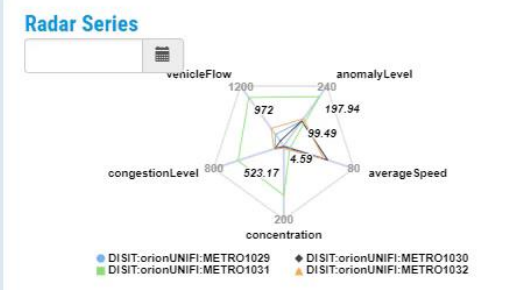 Radar Series
vehicleFlow
1200
240
anomalyLevel
972
197.94
99.49
congestionLevel
800
523.17
4.59
80
averageSpeed
200
concentration
DISIT:orionUNIFI:METRO1029
DISIT:orionUNIFI:METRO1030
DISIT:orionUNIFI:METRO1031
DISIT:orionUNIFI:METRO1032